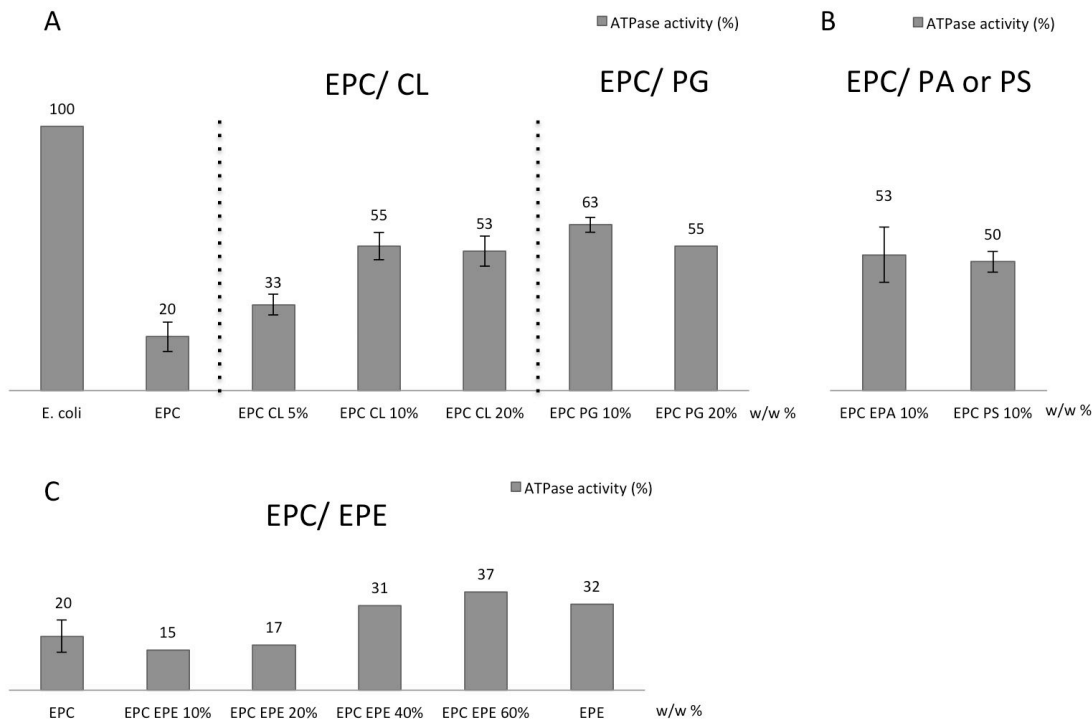 A
ATPase activity (%)
B
ATPase activity (%)
EPC/ CL
EPC/ PG
EPC/ PA or PS
100
20
33
55
53
63
55
53
50
E. coli
EPC
EPC CL 5%
EPC CL 10%
EPC CL 20%
EPC PG 10%
EPC PG 20%
w/w %
EPC EPA 10%
EPC PS 10%
w/w %
C
ATPase activity (%)
EPC/ EPE
20
15
17
31
37
32
EPC
EPC EPE 10%
EPC EPE 20%
EPC EPE 40%
EPC EPE 60%
EPE
w/w %